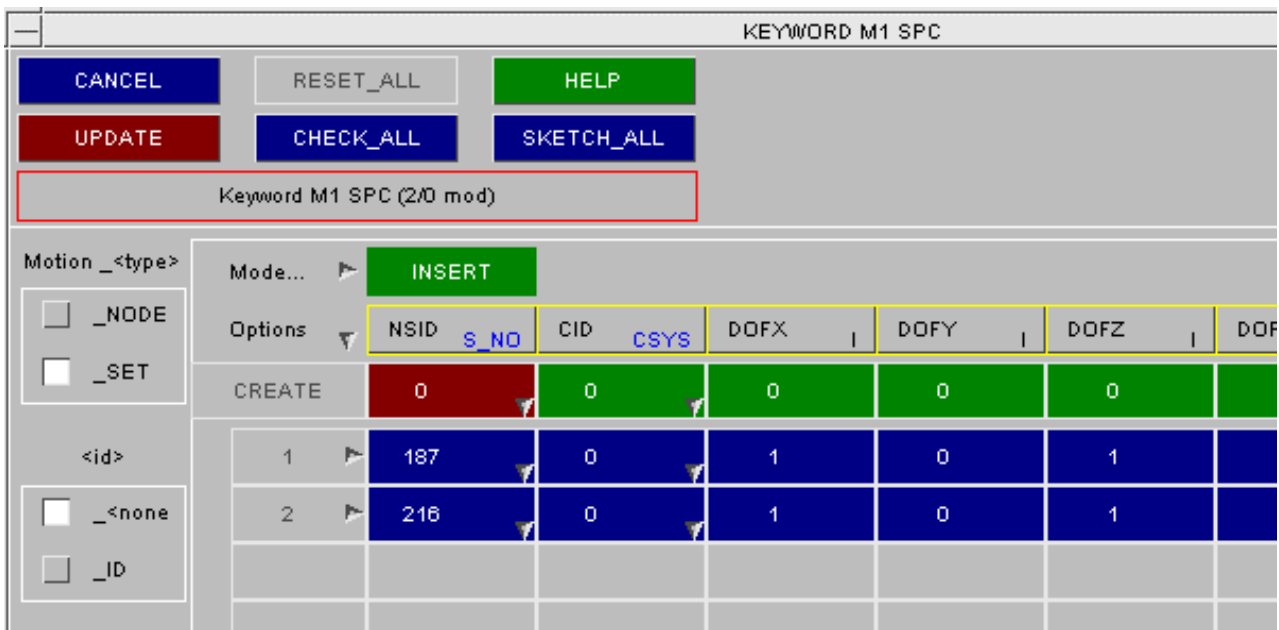 KEYWORD M1 SPC
CANCEL RESET_ALL HELP
UPDATE CHECK_ALL SKETCH_ALL
Keyword M1 SPC (2/0 mod)
Motion _<type>
_NODE
_SET
<id>
_<none
_ID
Mode... INSERT
Options NSID S_NO CID CSYS DOFX I DOFY I DOFZ I DOF
CREATE 0 0 0 0 0
1 187 0 1 0 1
2 216 0 1 0 1